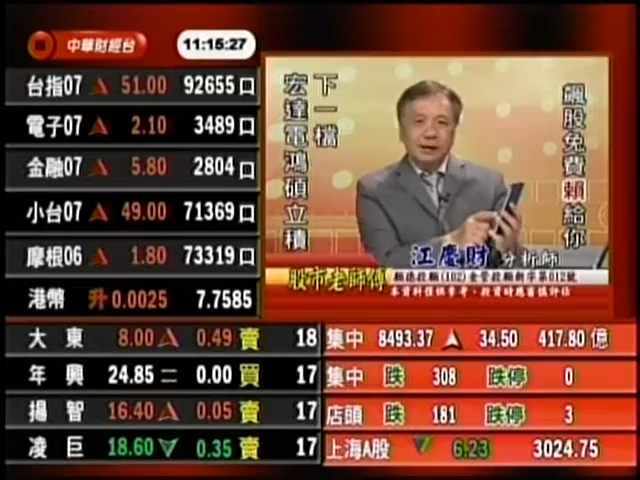 中華財經台 11:15:27
台指07 51.00 92655口
電子07 2.10 3489口
金融07 5.80 2804口
小台07 49.00 71369口
摩根06 1.80 73319口
港幣 升0.0025 7.7585
下一檔
宏達電鴻碩立積
飆股免費賴給你
江慶財 分析師
股市老師傅
本資料僅供參考，投資時應審慎評估
大東 8.00 0.49 賣 18
年興 24.85 0.00 買 17
揚智 16.40 0.05 賣 17
凌巨 18.60 0.35 賣 17
集中 8493.37 34.50 417.80億
集中 跌 308 跌停 0
店頭 跌 181 跌停 3
上海A股 6.23 3024.75